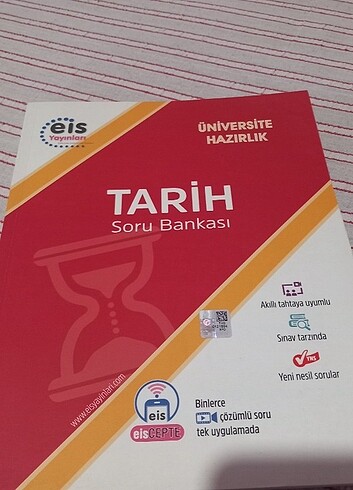 eis
Yayınları
ÜNİVERSİTE
HAZIRLIK
TARİH
Soru Bankası
Akıllı tahtaya uyumlu
Sınav tarzında
YNS
Yeni nesil sorular
www.eisyayinlari.com
eis
eisCEPTE
Binlerce
çözümlü soru
tek uygulamada